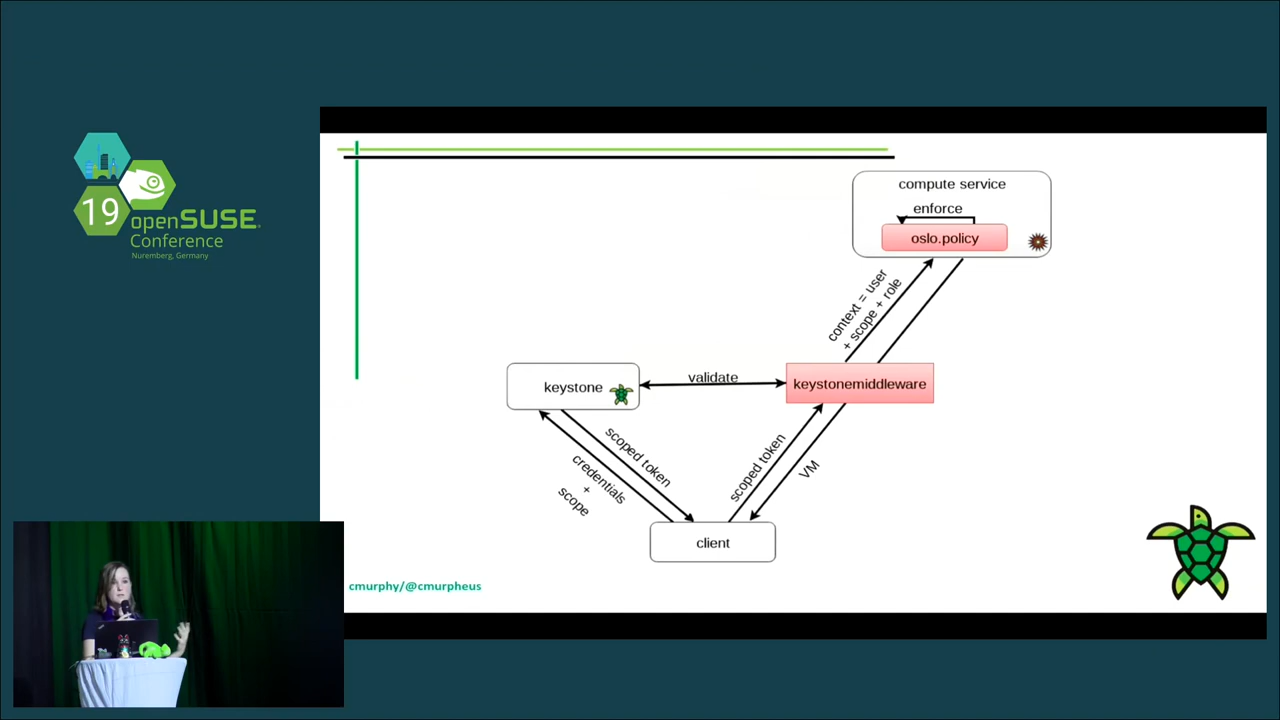 19
openSUSE
Conference
Nuremberg, Germany
compute service
enforce
oslo.policy
context = user
+ scope + role
keystone
validate
keystonemiddleware
scoped token
credentials
+
scope
scoped token
VM
client
cmurphy/@cmurpheus